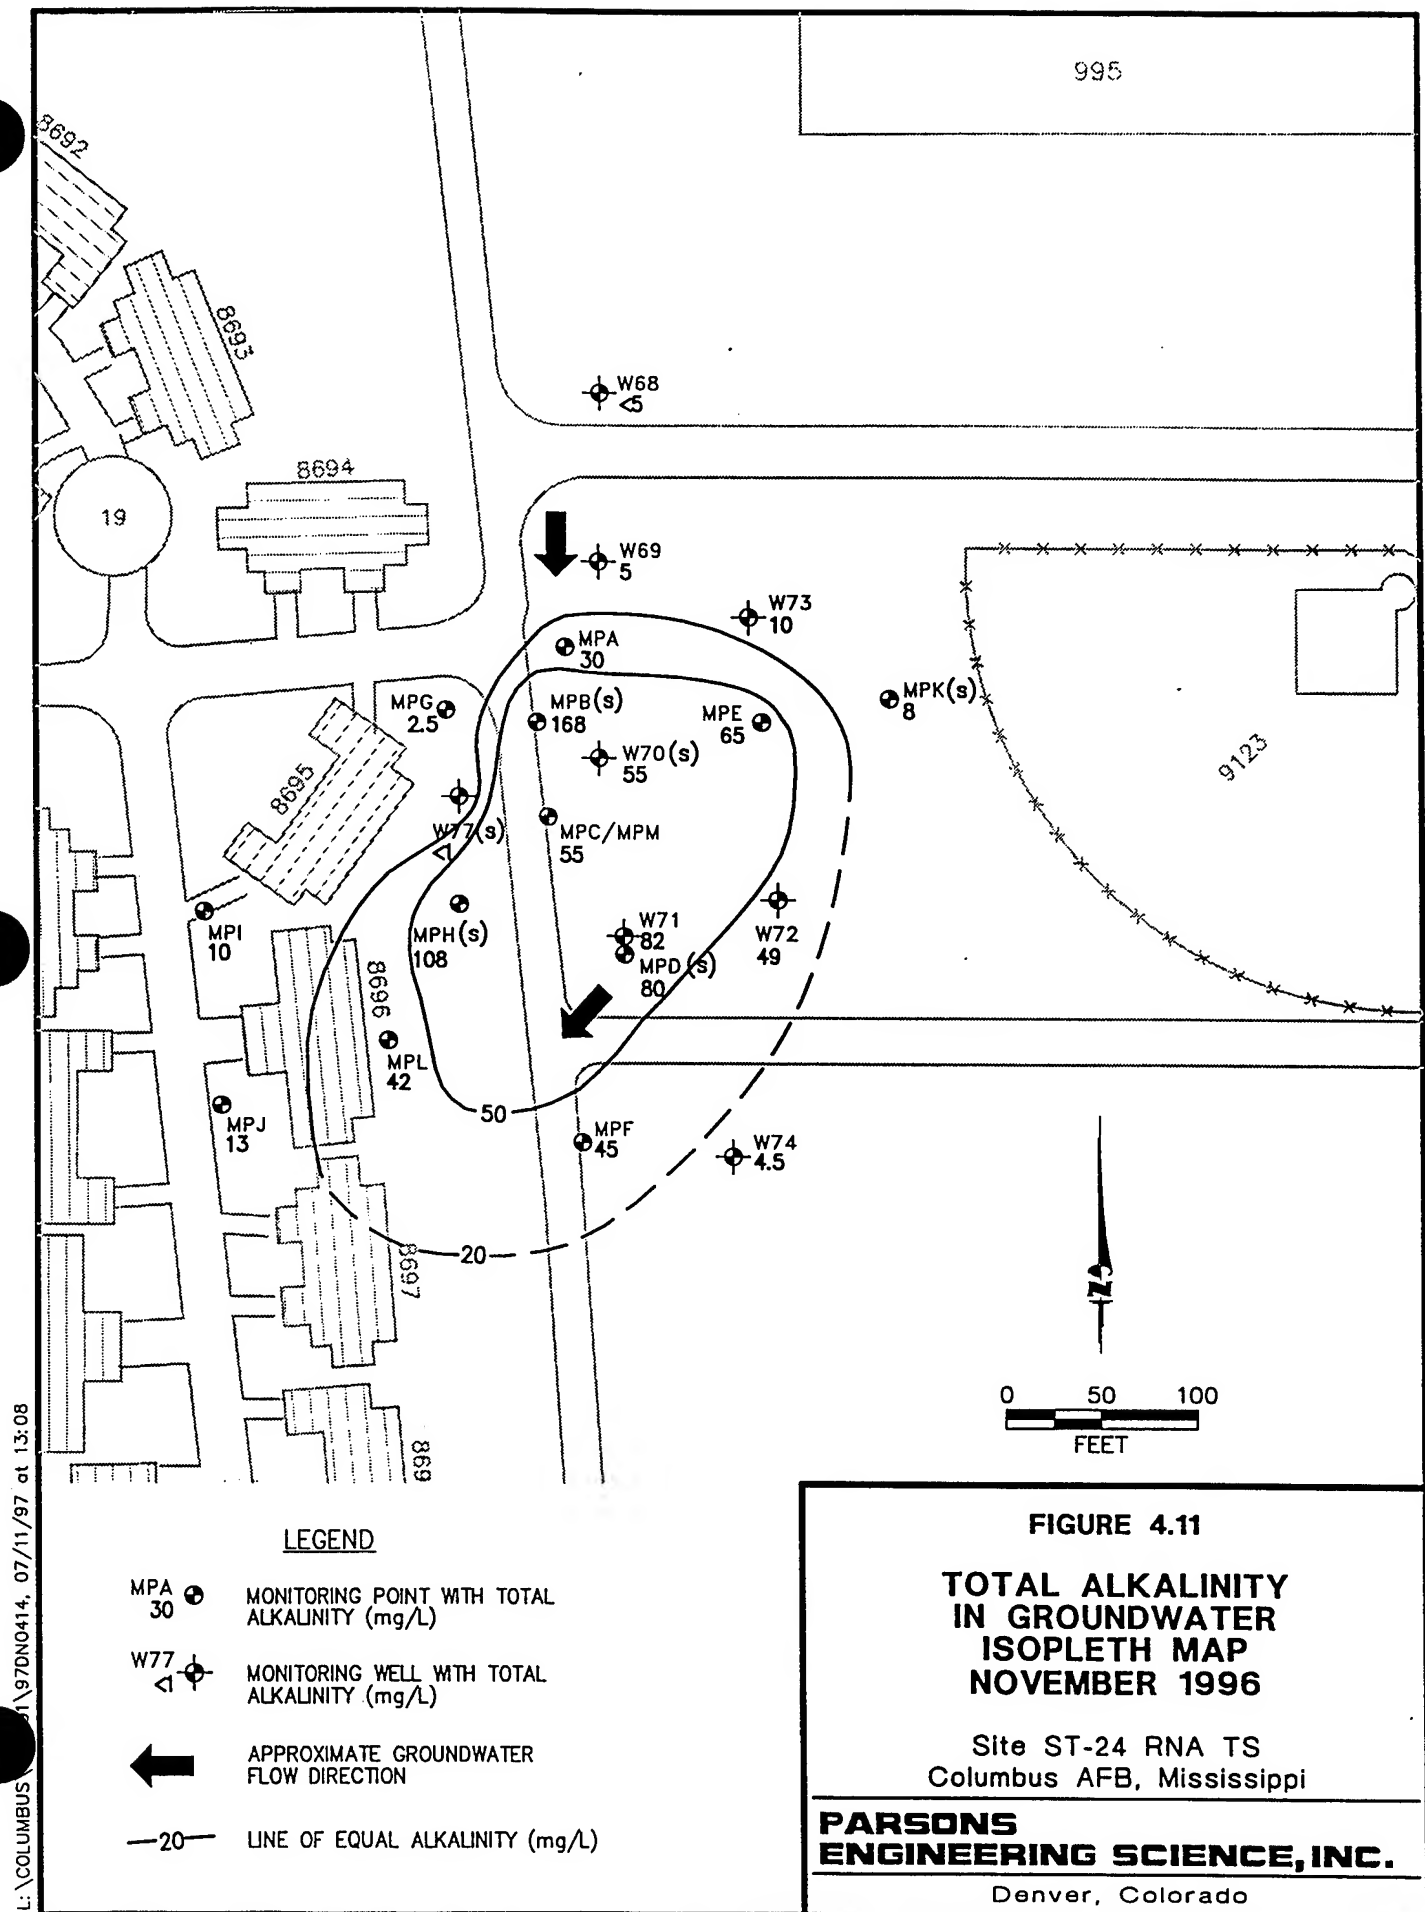 995
8692
8693
W68
<5
8694
19
W69
5
W73
10
MPA
30
MPG
2.5
MPB(s)
168
MPE
65
MPK(s)
8
W70(s)
55
8695
9123
MPC/MPM
55
W77(s)
<1
MPI
10
MPH(s)
108
W71
82
MPD(s)
80
W72
49
8696
MPL
42
MPJ
13
50
MPF
45
W74
4.5
20
8697
N
0 50 100
FEET
869
L:\COLUMBUS\ 01\97DN0414, 07/11/97 at 13:08
LEGEND
MPA
30
MONITORING POINT WITH TOTAL
ALKALINITY (mg/L)
W77
<1
MONITORING WELL WITH TOTAL
ALKALINITY (mg/L)
APPROXIMATE GROUNDWATER
FLOW DIRECTION
20
LINE OF EQUAL ALKALINITY (mg/L)
FIGURE 4.11
TOTAL ALKALINITY
IN GROUNDWATER
ISOPLETH MAP
NOVEMBER 1996
Site ST-24 RNA TS
Columbus AFB, Mississippi
PARSONS
ENGINEERING SCIENCE, INC.
Denver, Colorado